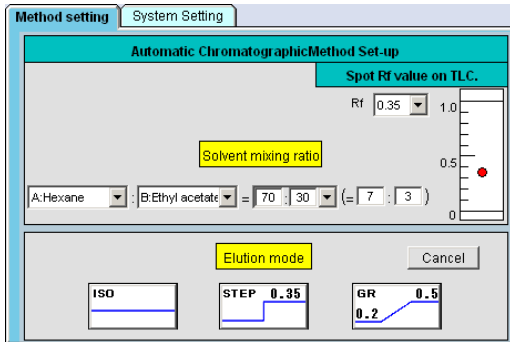 Method setting System Setting
Automatic ChromatographicMethod Set-up
Spot Rf value on TLC.
Rf 0.35 1.0
Solvent mixing ratio 0.5
A:Hexane : B:Ethyl acetate = 70 : 30 (= 7 : 3 )
0
Elution mode Cancel
ISO STEP 0.35 GR 0.5
0.2